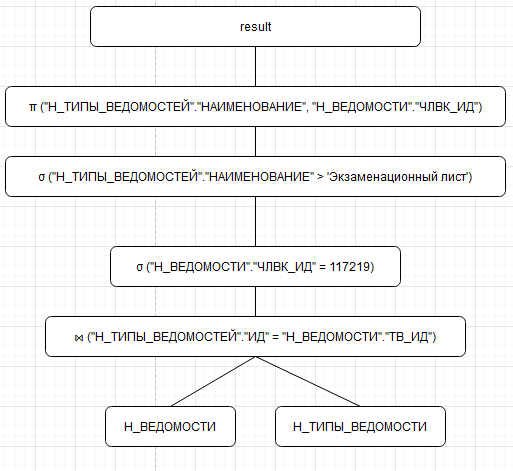 result
π ("Н_ТИПЫ_ВЕДОМОСТЕЙ"."НАИМЕНОВАНИЕ", "Н_ВЕДОМОСТИ"."ЧЛВК_ИД")
σ ("Н_ТИПЫ_ВЕДОМОСТЕЙ"."НАИМЕНОВАНИЕ" > 'Экзаменационный лист')
σ ("Н_ВЕДОМОСТИ"."ЧЛВК_ИД" = 117219)
⋈ ("Н_ТИПЫ_ВЕДОМОСТЕЙ"."ИД" = "Н_ВЕДОМОСТИ"."ТВ_ИД")
Н_ВЕДОМОСТИ
Н_ТИПЫ_ВЕДОМОСТИ